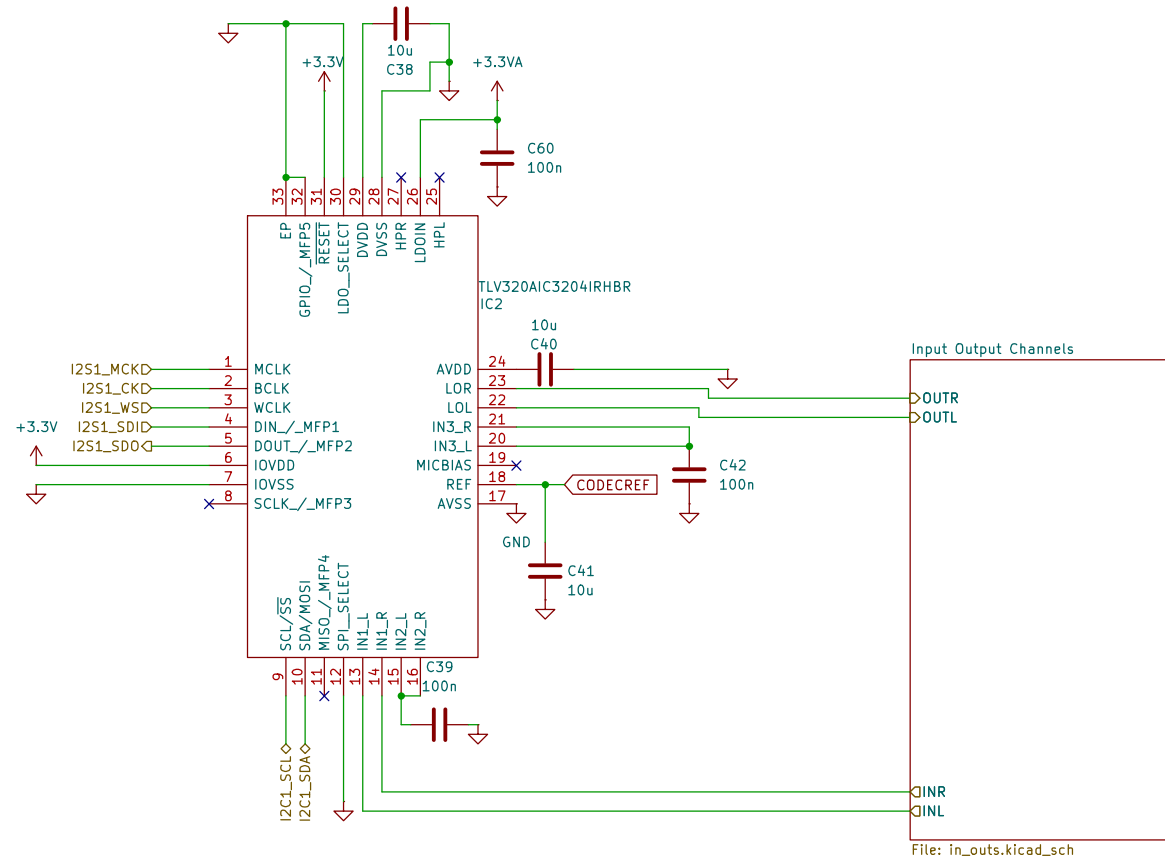 10u
C38
+3.3V
+3.3VA
C60
100n
33
32
31
30
29
28
27
26
25
EP
GPIO_/_MFP5
RESET
LDO__SELECT
DVDD
DVSS
HPR
LDOIN
HPL
TLV320AIC3204IRHBR
IC2
10u
C40
Input Output Channels
I2S1_MCK 1 MCLK
I2S1_CK 2 BCLK
I2S1_WS 3 WCLK
I2S1_SDI 4 DIN_/_MFP1
I2S1_SDO 5 DOUT_/_MFP2
+3.3V
6 IOVDD
7 IOVSS
8 SCLK_/_MFP3
AVDD 24
LOR 23
LOL 22
IN3_R 21
IN3_L 20
MICBIAS 19
REF 18
AVSS 17
OUTR
OUTL
C42
100n
CODECREF
GND
C41
10u
SCL/SS
SDA/MOSI
MISO_/_MFP4
SPI__SELECT
IN1_L
IN1_R
IN2_L
IN2_R
9
10
11
12
13
14
15
16
C39
100n
I2C1_SCL
I2C1_SDA
INR
INL
File: in_outs.kicad_sch